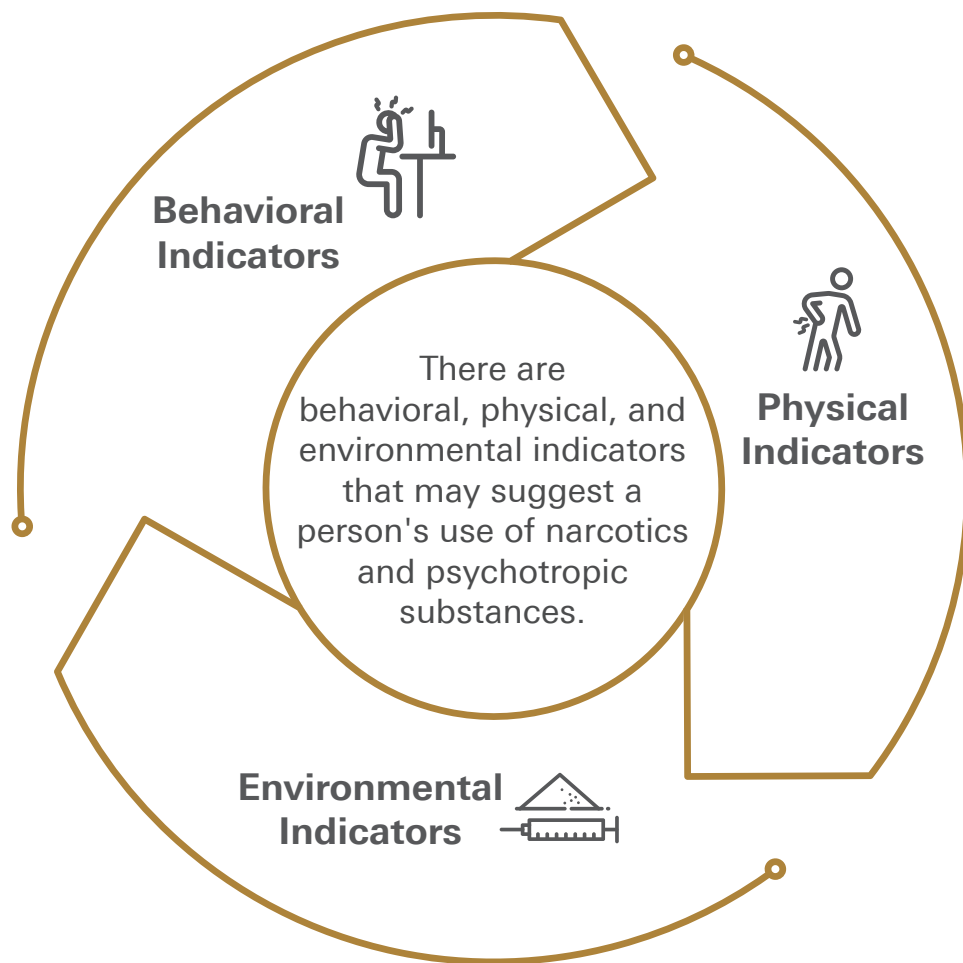 Behavioral
Indicators
Physical
Indicators
There are
behavioral, physical, and
environmental indicators
that may suggest a
person's use of narcotics
and psychotropic
substances.
Environmental
Indicators